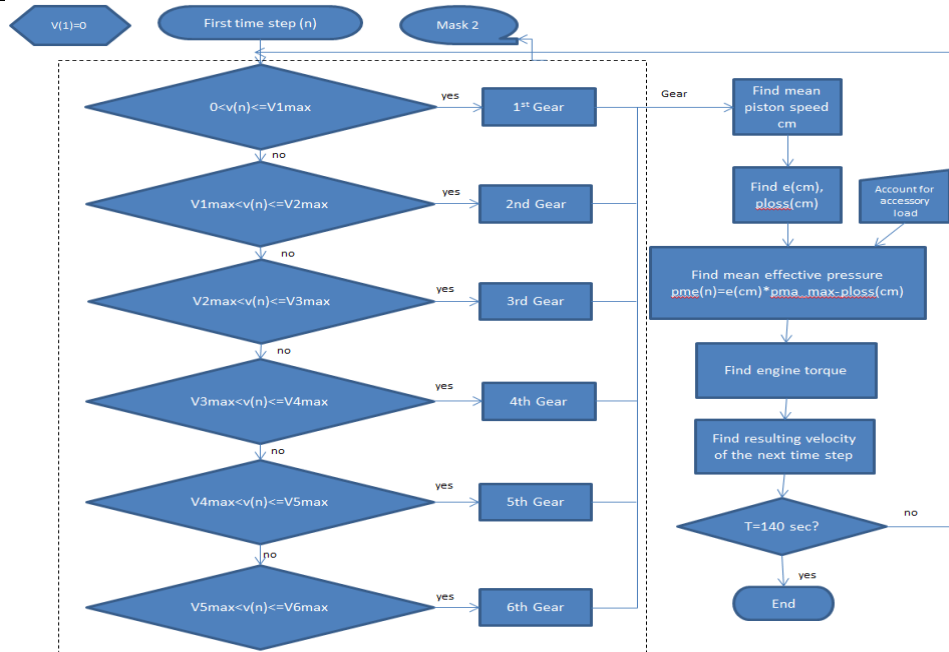 V(1)=0
First time step (n)
Mask 2
0<v(n)<=V1max
yes
1st Gear
no
V1max<v(n)<=V2max
yes
2nd Gear
no
V2max<v(n)<=V3max
yes
3rd Gear
no
V3max<v(n)<=V4max
yes
4th Gear
no
V4max<v(n)<=V5max
yes
5th Gear
no
V5max<v(n)<=V6max
yes
6th Gear
Gear
Find mean
piston speed
cm
Find e(cm),
ploss(cm)
Account for
accessory
load
Find mean effective pressure
pme(n)=e(cm)*pma_max-ploss(cm)
Find engine torque
Find resulting velocity
of the next time step
T=140 sec?
no
yes
End